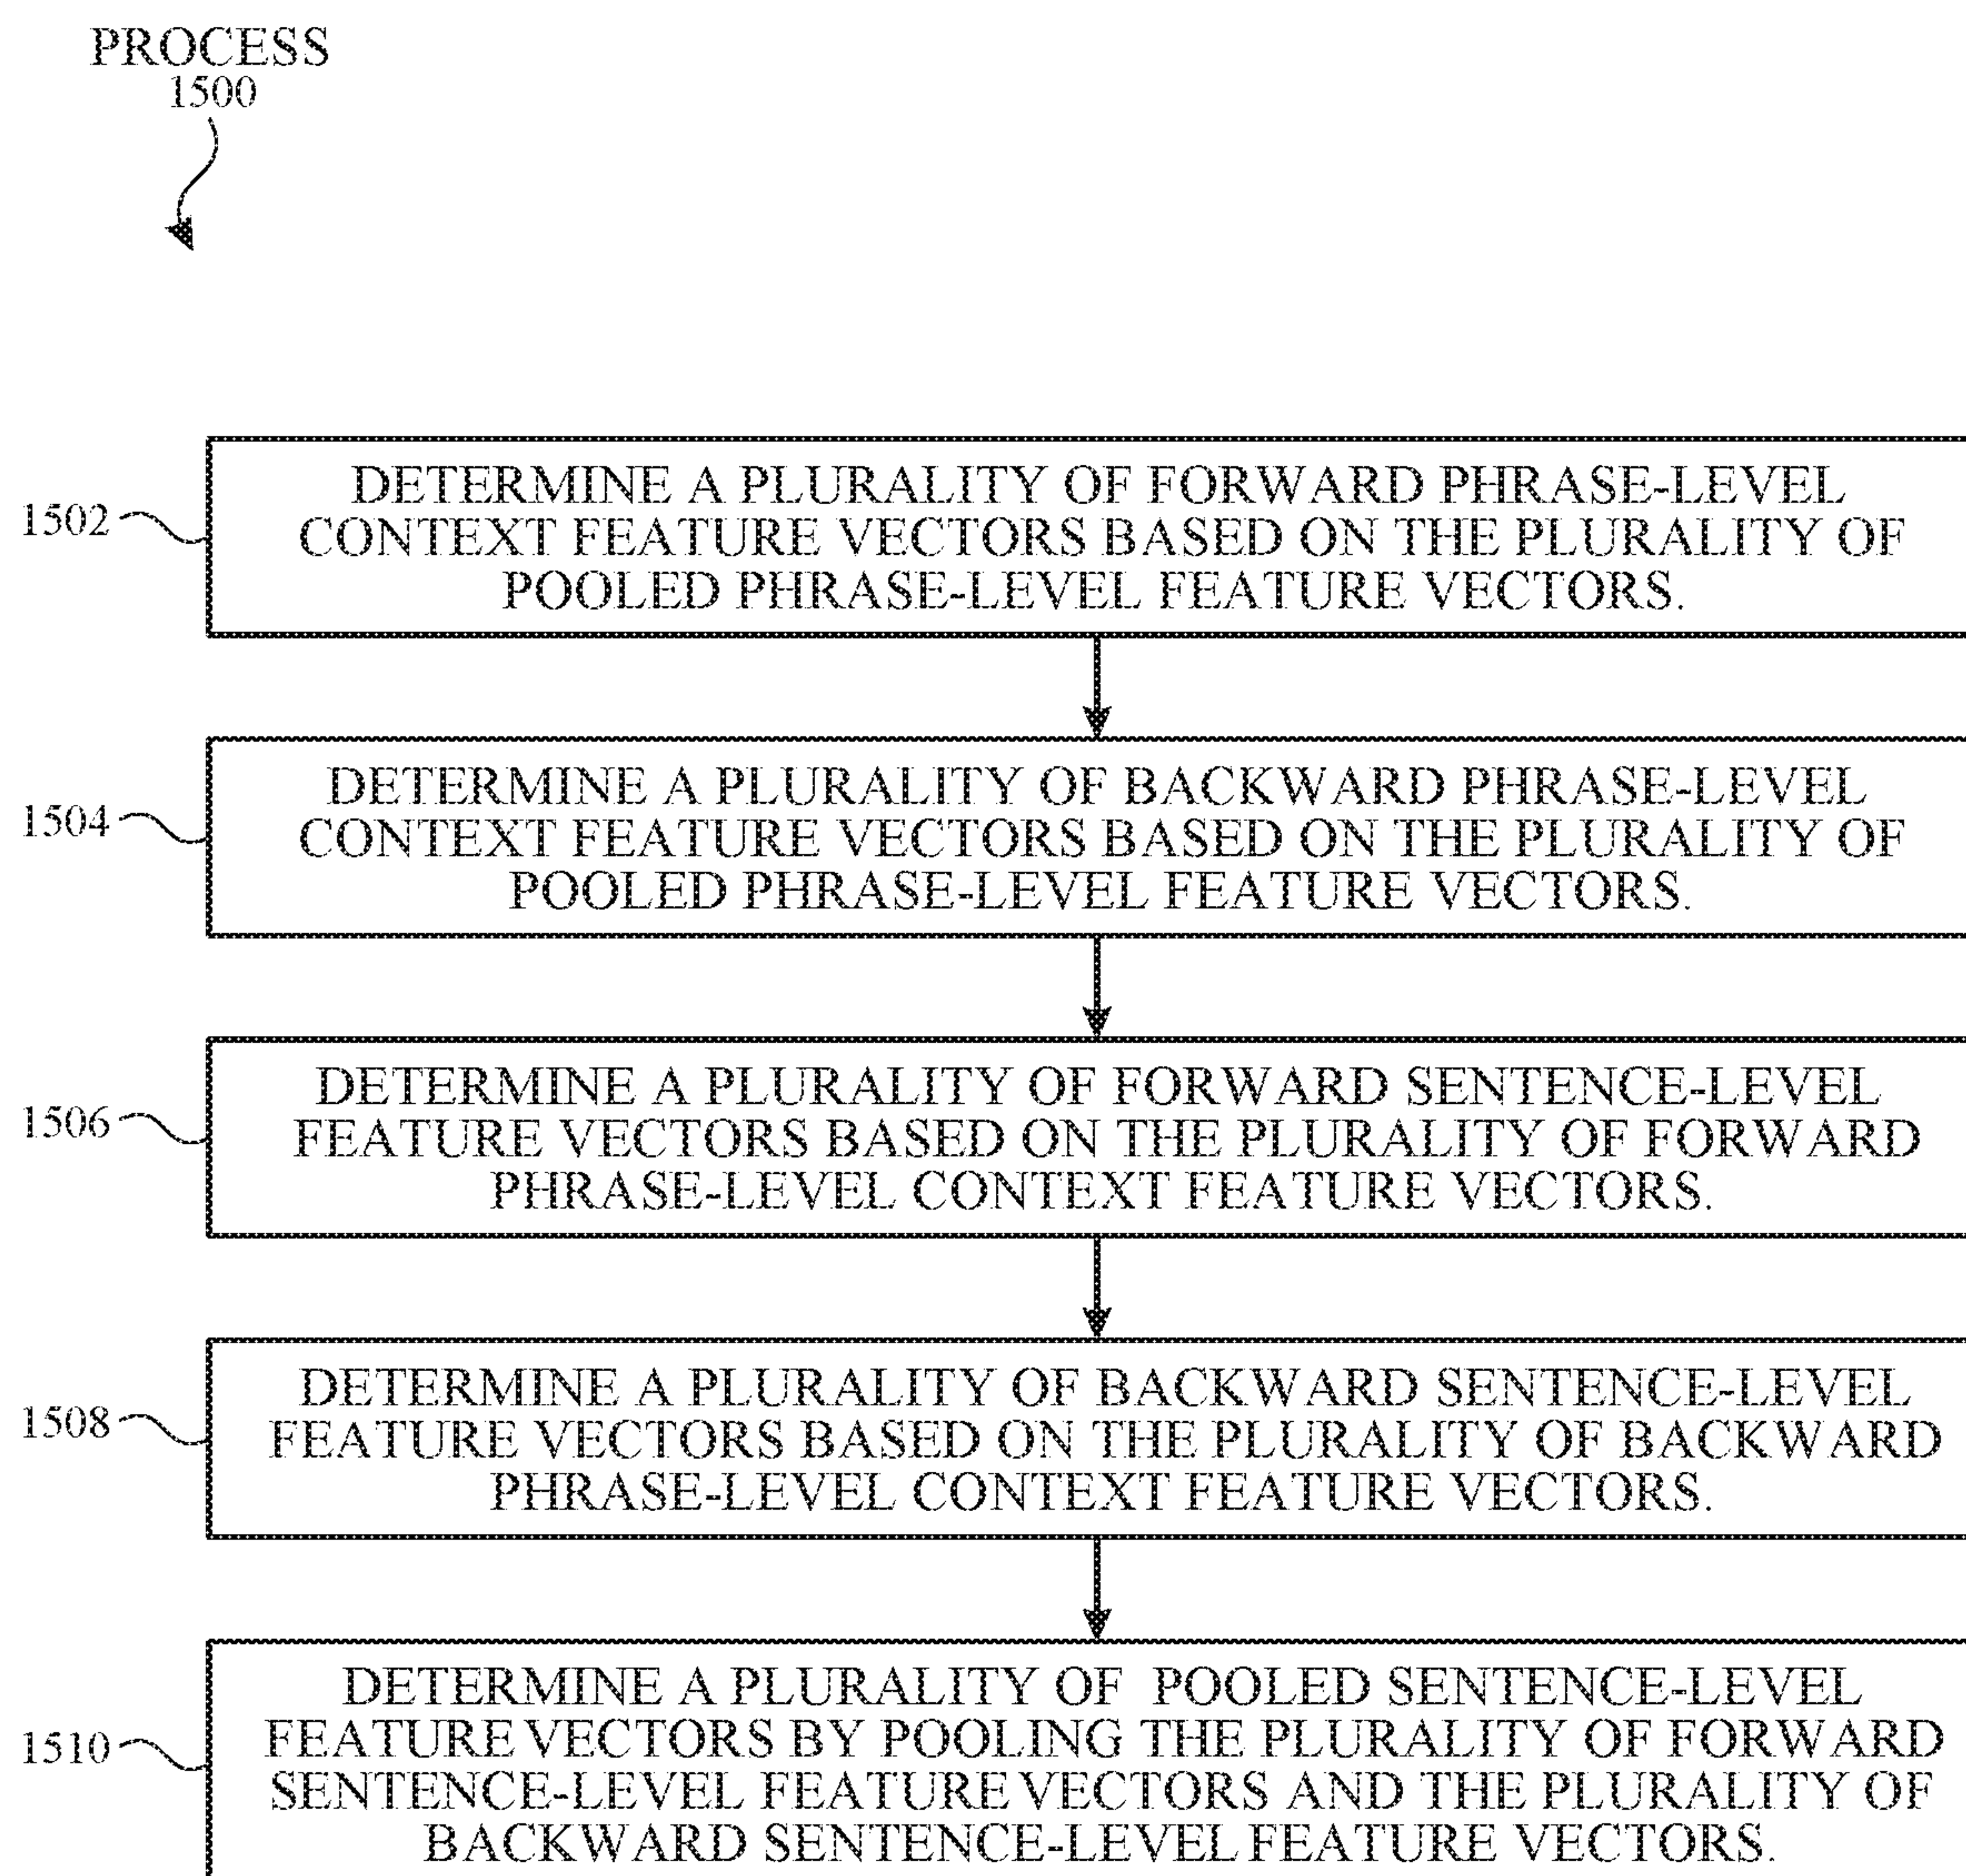 PROCESS
1500
1502
DETERMINE A PLURALITY OF FORWARD PHRASE-LEVEL
CONTEXT FEATURE VECTORS BASED ON THE PLURALITY OF
POOLED PHRASE-LEVEL FEATURE VECTORS.
1504
DETERMINE A PLURALITY OF BACKWARD PHRASE-LEVEL
CONTEXT FEATURE VECTORS BASED ON THE PLURALITY OF
POOLED PHRASE-LEVEL FEATURE VECTORS.
1506
DETERMINE A PLURALITY OF FORWARD SENTENCE-LEVEL
FEATURE VECTORS BASED ON THE PLURALITY OF FORWARD
PHRASE-LEVEL CONTEXT FEATURE VECTORS.
1508
DETERMINE A PLURALITY OF BACKWARD SENTENCE-LEVEL
FEATURE VECTORS BASED ON THE PLURALITY OF BACKWARD
PHRASE-LEVEL CONTEXT FEATURE VECTORS.
1510
DETERMINE A PLURALITY OF POOLED SENTENCE-LEVEL
FEATURE VECTORS BY POOLING THE PLURALITY OF FORWARD
SENTENCE-LEVEL FEATURE VECTORS AND THE PLURALITY OF
BACKWARD SENTENCE-LEVEL FEATURE VECTORS.